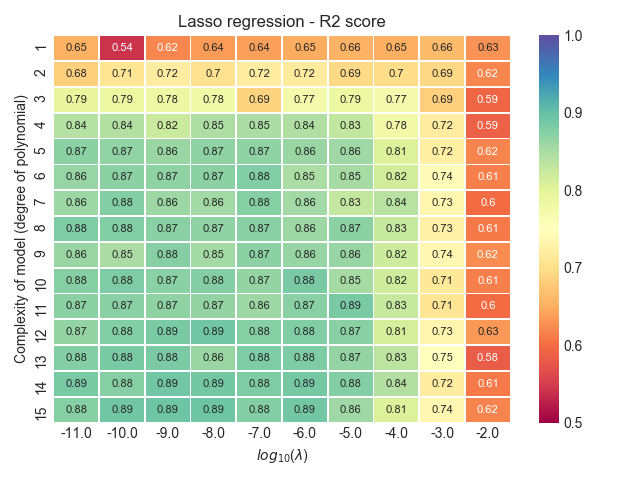 Lasso regression - R2 score
Complexity of model (degree of polynomial)
1 0.65 0.54 0.62 0.64 0.64 0.65 0.66 0.65 0.66 0.63
2 0.68 0.71 0.72 0.7 0.72 0.72 0.69 0.7 0.69 0.62
3 0.79 0.79 0.78 0.78 0.69 0.77 0.79 0.77 0.69 0.59
4 0.84 0.84 0.82 0.85 0.85 0.84 0.83 0.78 0.72 0.59
5 0.87 0.87 0.86 0.87 0.87 0.86 0.86 0.81 0.72 0.62
6 0.86 0.87 0.87 0.87 0.88 0.85 0.85 0.82 0.74 0.61
7 0.86 0.88 0.86 0.86 0.88 0.86 0.83 0.84 0.73 0.6
8 0.88 0.88 0.87 0.87 0.87 0.86 0.87 0.83 0.73 0.61
9 0.86 0.85 0.88 0.85 0.87 0.86 0.86 0.82 0.74 0.62
10 0.88 0.88 0.87 0.88 0.87 0.88 0.85 0.82 0.71 0.61
11 0.87 0.87 0.87 0.87 0.86 0.87 0.89 0.83 0.71 0.6
12 0.87 0.88 0.89 0.89 0.88 0.88 0.87 0.81 0.73 0.63
13 0.88 0.88 0.88 0.86 0.88 0.88 0.87 0.83 0.75 0.58
14 0.89 0.88 0.89 0.89 0.89 0.88 0.88 0.84 0.72 0.61
15 0.88 0.89 0.89 0.89 0.88 0.89 0.86 0.81 0.74 0.62
-11.0 -10.0 -9.0 -8.0 -7.0 -6.0 -5.0 -4.0 -3.0 -2.0
log₁₀(λ)
1.0
0.9
0.8
0.7
0.6
0.5